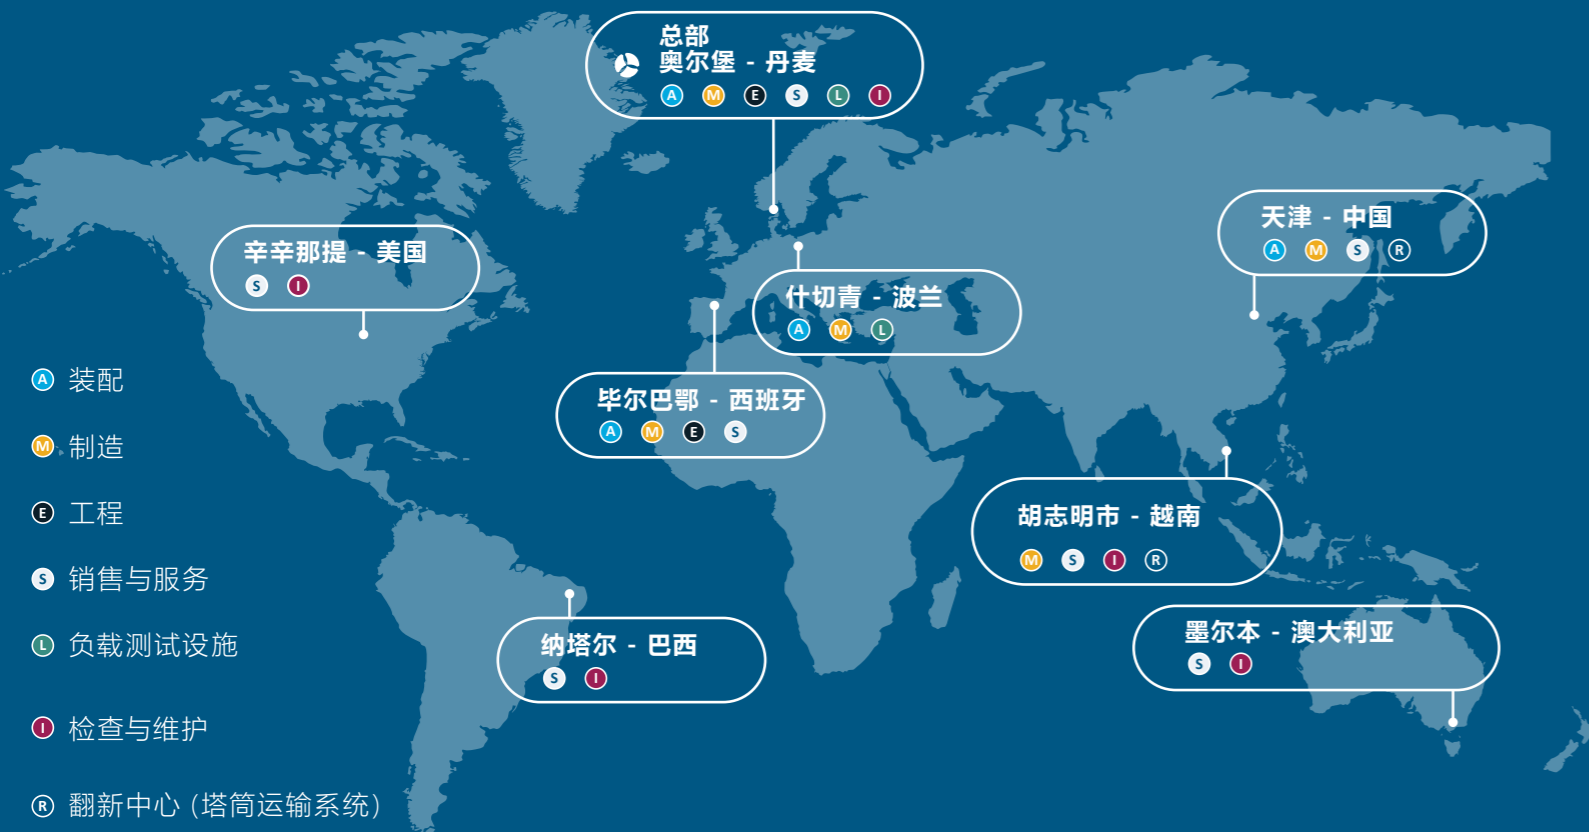 总部
奥尔堡 - 丹麦
A M E S L I
天津 - 中国
A M S R
辛辛那提 - 美国
S I
什切青 - 波兰
A M L
毕尔巴鄂 - 西班牙
A M E S
胡志明市 - 越南
M S I R
纳塔尔 - 巴西
S I
墨尔本 - 澳大利亚
S I
A 装配
M 制造
E 工程
S 销售与服务
L 负载测试设施
I 检查与维护
R 翻新中心 (塔筒运输系统)